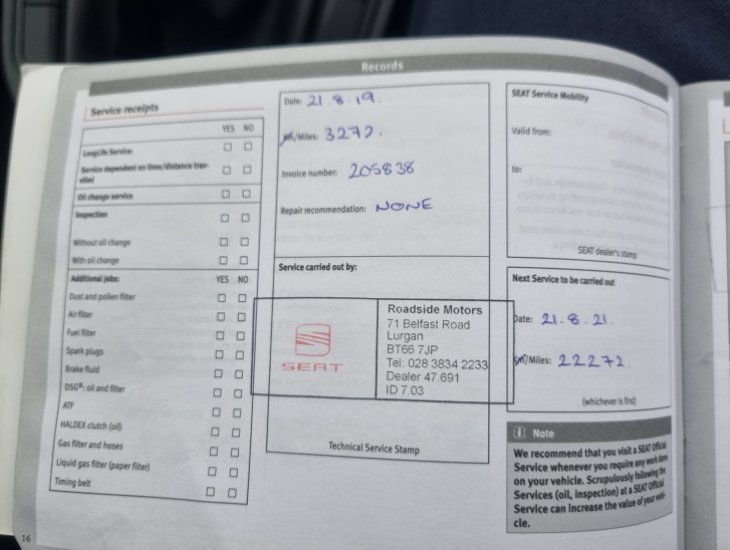 Records
Service receipts
YES NO
LongLife Service
Service dependent on time/distance trav-
elled
Oil change service
Inspection
Without oil change
With oil change
Additional jobs: YES NO
Dust and pollen filter
Air filter
Fuel filter
Spark plugs
Brake fluid
DSG®: oil and filter
ATF
HALDEX clutch (oil)
Gas filter and hoses
Liquid gas filter (paper filter)
Timing belt
16
Date: 21.8.19.
km/Miles: 3272.
Invoice number: 205838
Repair recommendation: NONE
Service carried out by:
SEAT
Roadside Motors
71 Belfast Road
Lurgan
BT66 7JP
Tel: 028 3834 2233
Dealer 47.691
ID 7.03
Technical Service Stamp
SEAT Service Mobility
Valid from:
to:
SEAT dealer's stamp
Next Service to be carried out
Date: 21.8.21.
km/Miles: 22272.
(whichever is first)
i Note
We recommend that you visit a SEAT Official
Service whenever you require any work done
on your vehicle. Scrupulously following the
Services (oil, inspection) at a SEAT Official
Service can increase the value of your vehi-
cle.